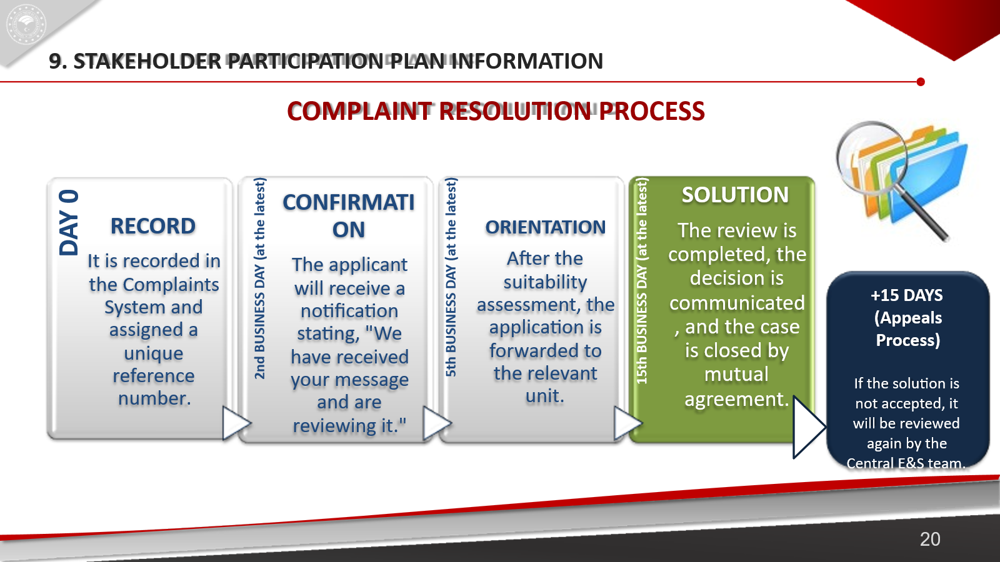 9. STAKEHOLDER PARTICIPATION PLAN INFORMATION
COMPLAINT RESOLUTION PROCESS
DAY 0
RECORD
It is recorded in
the Complaints
System and
assigned a
unique
reference
number.
2nd BUSINESS DAY (at the latest)
CONFIRMATI
ON
The applicant
will receive a
notification
stating, "We
have received
your message
and are
reviewing it."
5th BUSINESS DAY (at the latest)
ORIENTATION
After the
suitability
assessment, the
application is
forwarded to
the relevant
unit.
15th BUSINESS DAY (at the latest)
SOLUTION
The review is
completed, the
decision is
communicated
, and the case
is closed by
mutual
agreement.
+15 DAYS
(Appeals
Process)
If the solution is
not accepted, it
will be reviewed
again by the
Central E&S team.
20